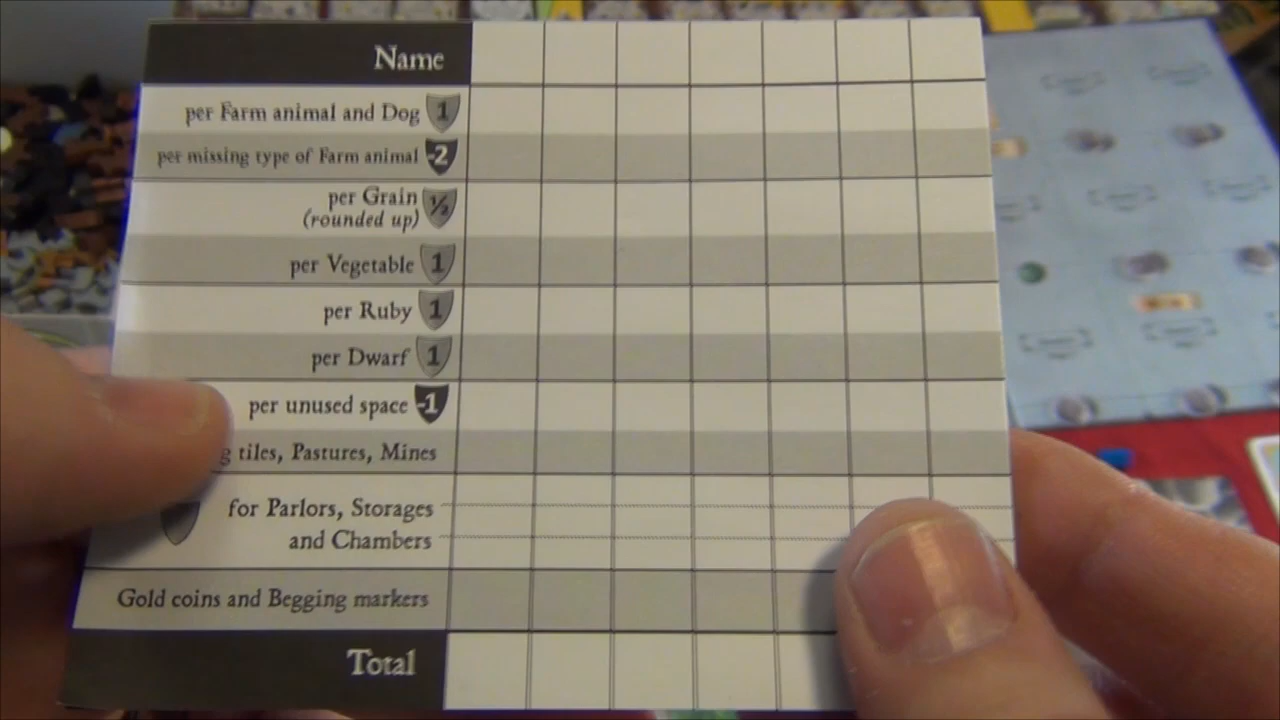 Name
per Farm animal and Dog 1
per missing type of Farm animal -2
per Grain ½
(rounded up)
per Vegetable 1
per Ruby 1
per Dwarf 1
per unused space -1
tiles, Pastures, Mines
for Parlors, Storages
and Chambers
Gold coins and Begging markers
Total